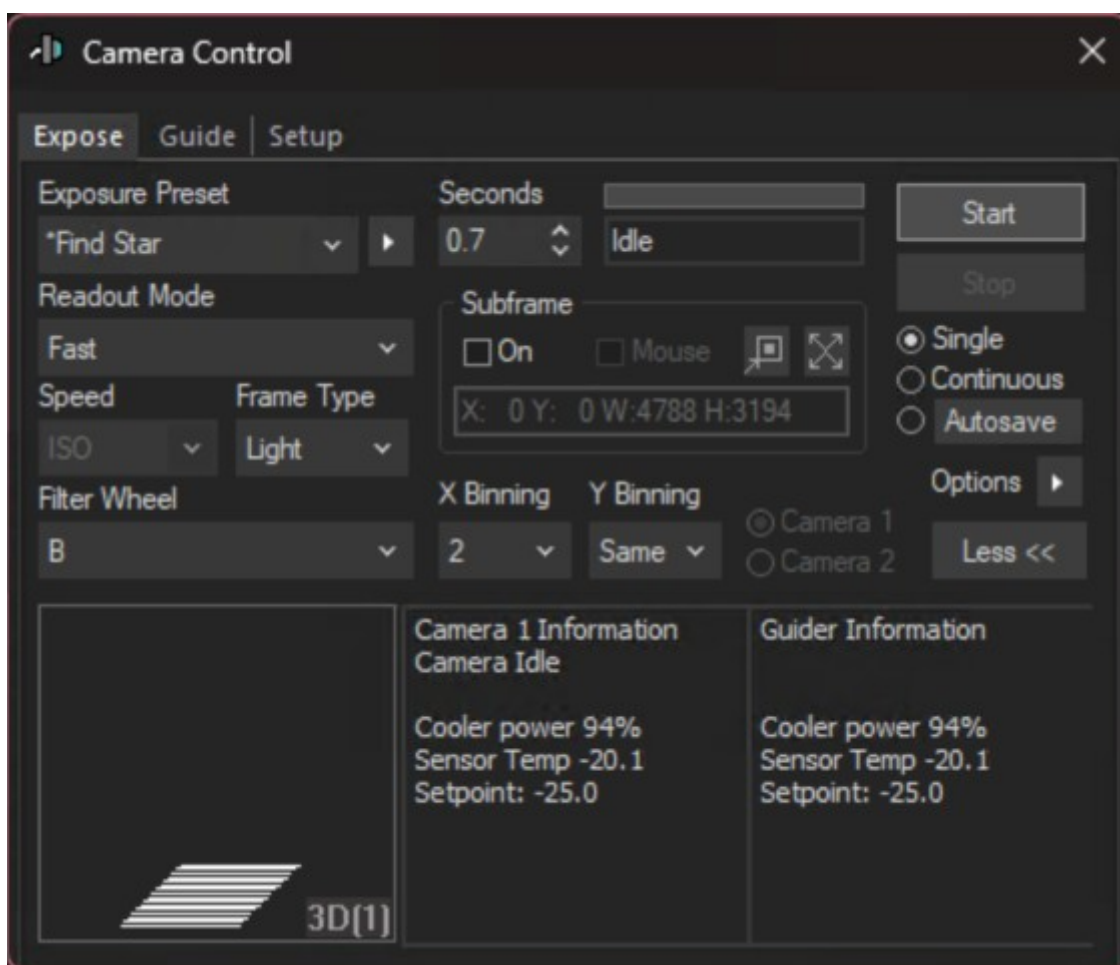 Camera Control
Expose Guide Setup
Exposure Preset
*Find Star
Seconds
0.7
Idle
Start
Stop
Readout Mode
Fast
Subframe
On Mouse
X: 0 Y: 0 W:4788 H:3194
Single
Continuous
Autosave
Speed
ISO
Frame Type
Light
Filter Wheel
B
X Binning
2
Y Binning
Same
Camera 1
Camera 2
Options
Less <<
3D(1)
Camera 1 Information
Camera Idle
Cooler power 94%
Sensor Temp -20.1
Setpoint: -25.0
Guider Information
Cooler power 94%
Sensor Temp -20.1
Setpoint: -25.0